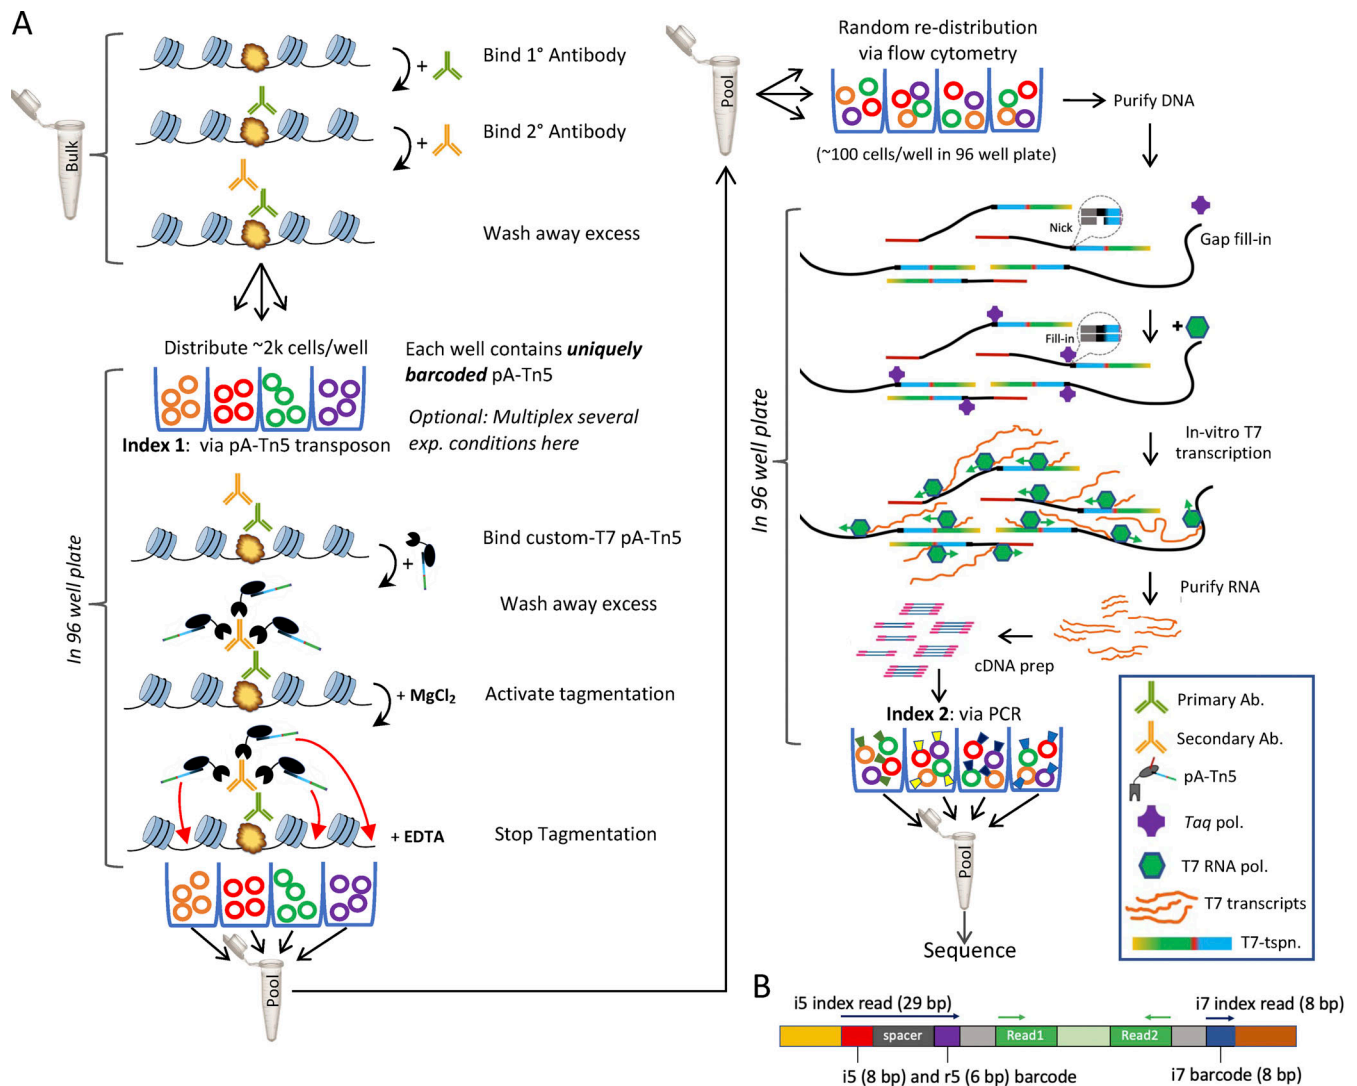 A
Bulk
+
Bind 1° Antibody
+
Bind 2° Antibody
Wash away excess
Distribute ~2k cells/well
Each well contains uniquely
barcoded pA-Tn5
Optional: Multiplex several
exp. conditions here
Index 1: via pA-Tn5 transposon
In 96 well plate
Bind custom-T7 pA-Tn5
+
Wash away excess
+ MgCl2
Activate tagmentation
+ EDTA
Stop Tagmentation
Pool
Pool
Random re-distribution
via flow cytometry
(~100 cells/well in 96 well plate)
Purify DNA
In 96 well plate
Nick
Gap fill-in
+
Fill-in
In-vitro T7
transcription
Purify RNA
cDNA prep
Index 2: via PCR
Pool
Sequence
Primary Ab.
Secondary Ab.
pA-Tn5
Taq pol.
T7 RNA pol.
T7 transcripts
T7-tspn.
B
i5 index read (29 bp)
i7 index read (8 bp)
spacer
Read1
Read2
i5 (8 bp) and r5 (6 bp) barcode
i7 barcode (8 bp)